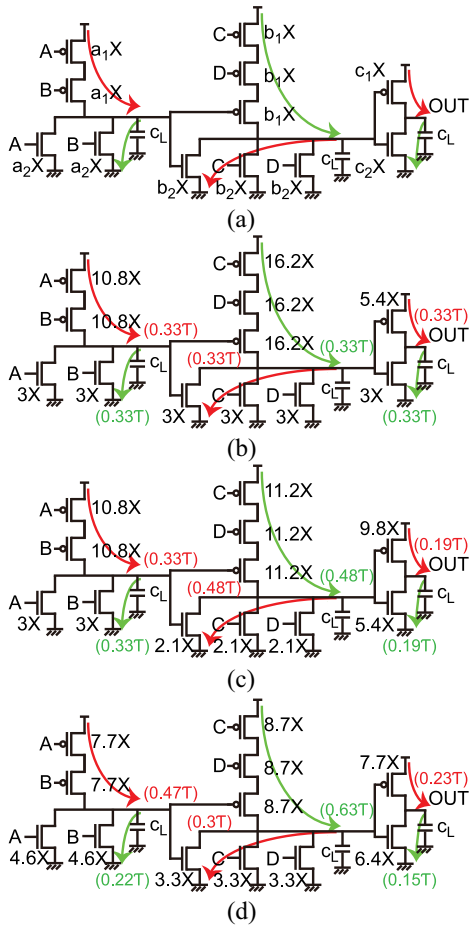 C b₁X
A a₁X c₁X
D b₁X
B a₁X OUT
b₁X
cL
A B cL C D cL c₂X
a₂X a₂X b₂X b₂X b₂X
(a)
C 16.2X
A 10.8X 5.4X
D 16.2X (0.33T)
B 10.8X (0.33T) OUT
16.2X (0.33T)
(0.33T) cL
A B cL C D cL 3X
3X 3X 3X 3X 3X
(0.33T) (0.33T)
(b)
C 11.2X
A 10.8X 9.8X
D 11.2X (0.19T)
B 10.8X (0.33T) OUT
11.2X (0.48T)
(0.48T) cL
A B cL C D cL 5.4X
3X 3X 2.1X 2.1X 2.1X
(0.33T) (0.19T)
(c)
C 8.7X
A 7.7X 7.7X
D 8.7X (0.23T)
B 7.7X (0.47T) OUT
8.7X (0.63T)
(0.3T) cL
A B cL C D cL 6.4X
4.6X 4.6X 3.3X 3.3X 3.3X
(0.22T) (0.15T)
(d)